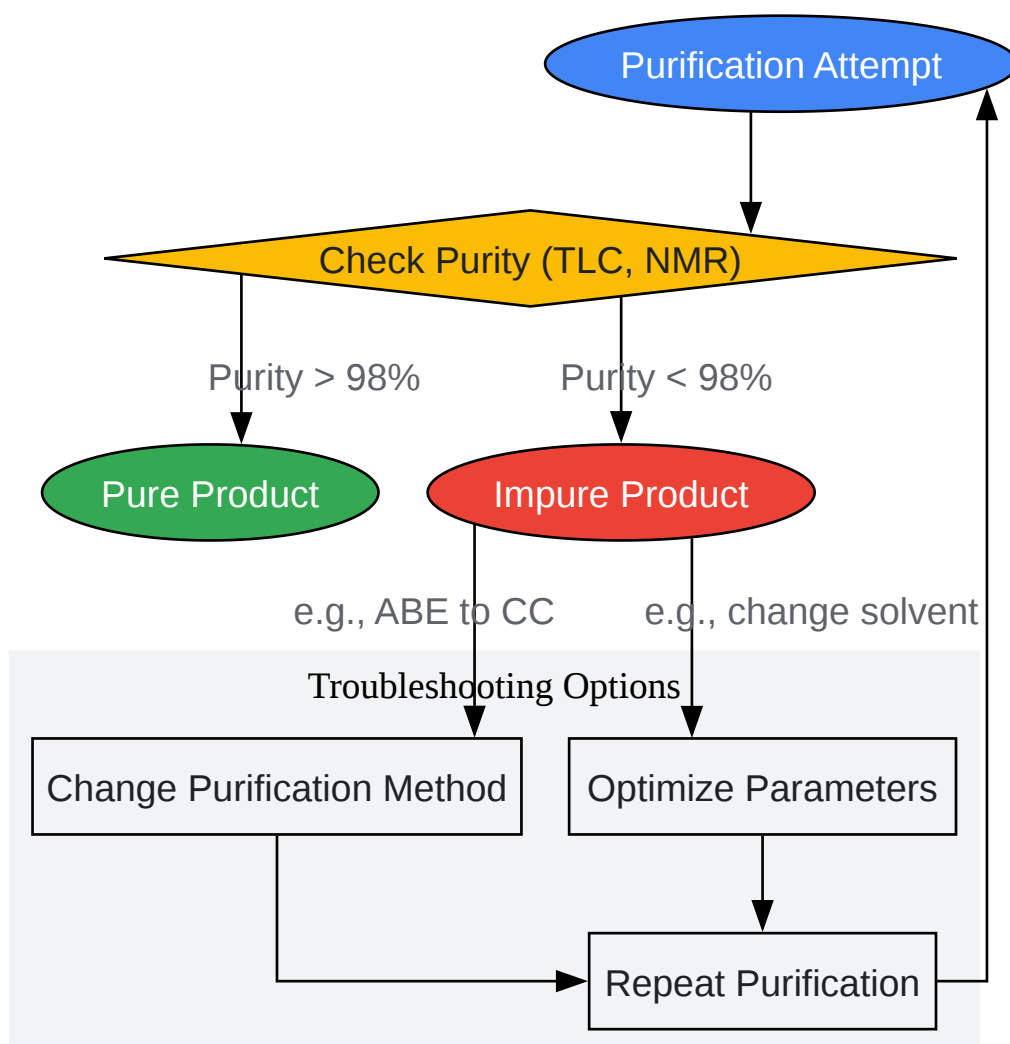 Purification Attempt
Check Purity (TLC, NMR)
Purity > 98%
Purity < 98%
Pure Product
Impure Product
e.g., ABE to CC
e.g., change solvent
Troubleshooting Options
Change Purification Method
Optimize Parameters
Repeat Purification